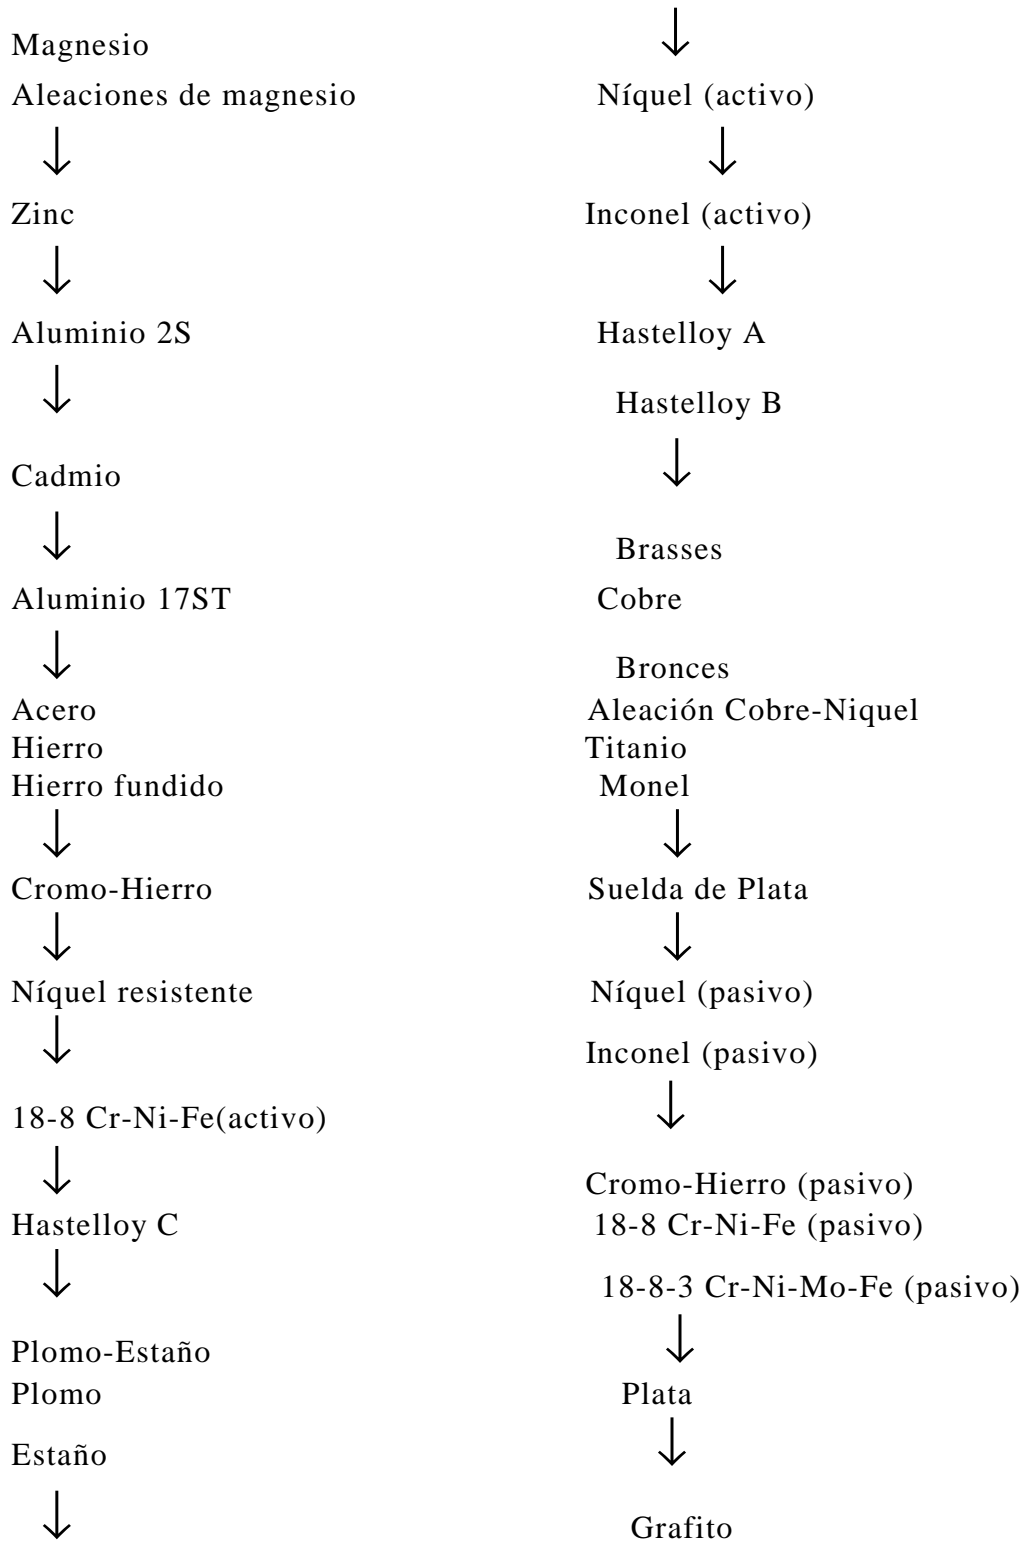 Magnesio
Aleaciones de magnesio
↓
Zinc
↓
Aluminio 2S
↓
Cadmio
↓
Aluminio 17ST
↓
Acero
Hierro
Hierro fundido
↓
Cromo-Hierro
↓
Níquel resistente
↓
18-8 Cr-Ni-Fe(activo)
↓
Hastelloy C
↓
Plomo-Estaño
Plomo
Estaño
↓
↓
Níquel (activo)
↓
Inconel (activo)
↓
Hastelloy A
Hastelloy B
↓
Brasses
Cobre
Bronces
Aleación Cobre-Niquel
Titanio
Monel
↓
Suelda de Plata
↓
Níquel (pasivo)
Inconel (pasivo)
↓
Cromo-Hierro (pasivo)
18-8 Cr-Ni-Fe (pasivo)
18-8-3 Cr-Ni-Mo-Fe (pasivo)
↓
Plata
↓
Grafito